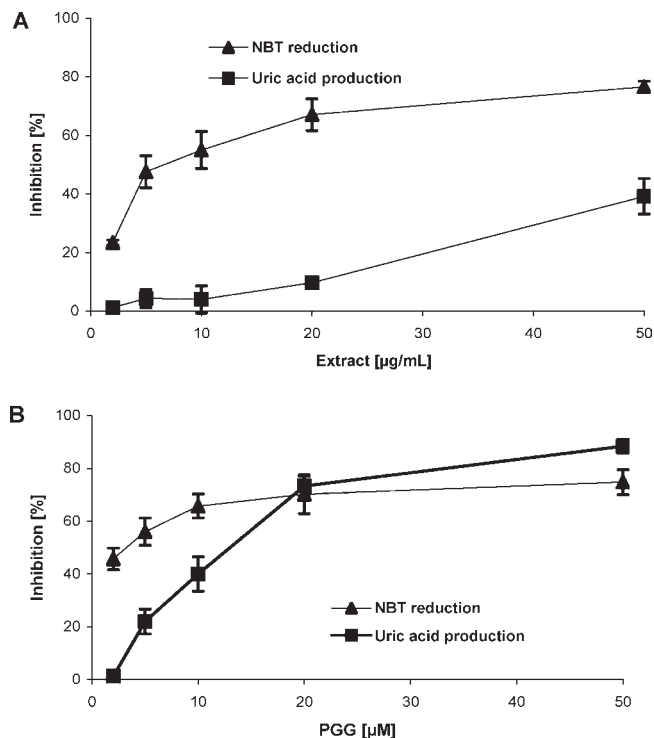 A
100
80
60
40
20
0
Inhibition [%]
NBT reduction
Uric acid production
0
10
20
30
40
50
Extract [µg/mL]
B
100
80
60
40
20
0
Inhibition [%]
NBT reduction
Uric acid production
0
10
20
30
40
50
PGG [µM]